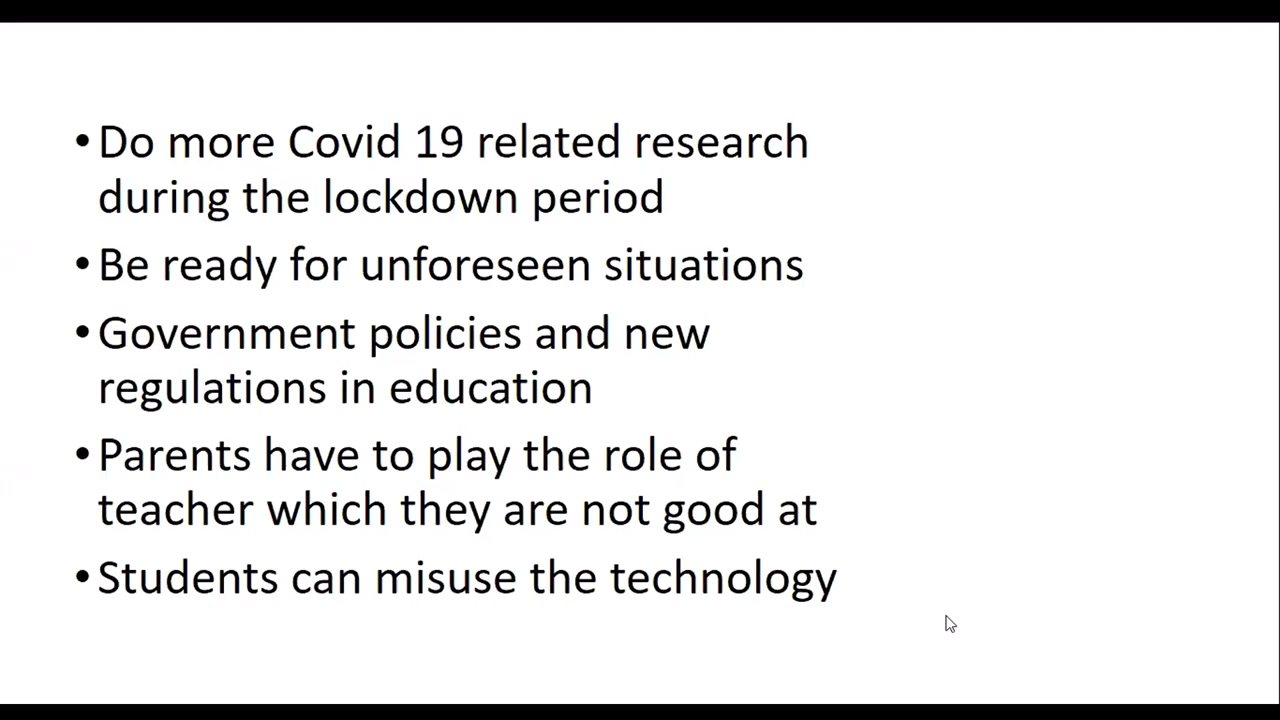 •Do more Covid 19 related research
during the lockdown period
•Be ready for unforeseen situations
•Government policies and new
regulations in education
•Parents have to play the role of
teacher which they are not good at
•Students can misuse the technology